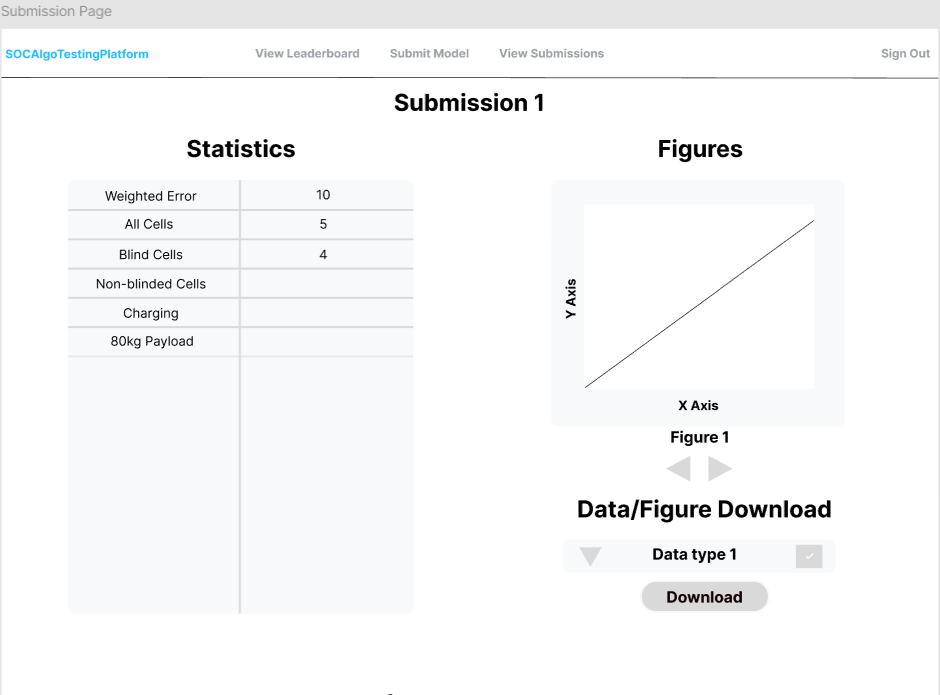 Submission Page
SOCAlgoTestingPlatform View Leaderboard Submit Model View Submissions Sign Out
Submission 1
Statistics
Weighted Error 10
All Cells 5
Blind Cells 4
Non-blinded Cells
Charging
80kg Payload
Figures
Y Axis
X Axis
Figure 1
Data/Figure Download
Data type 1
Download